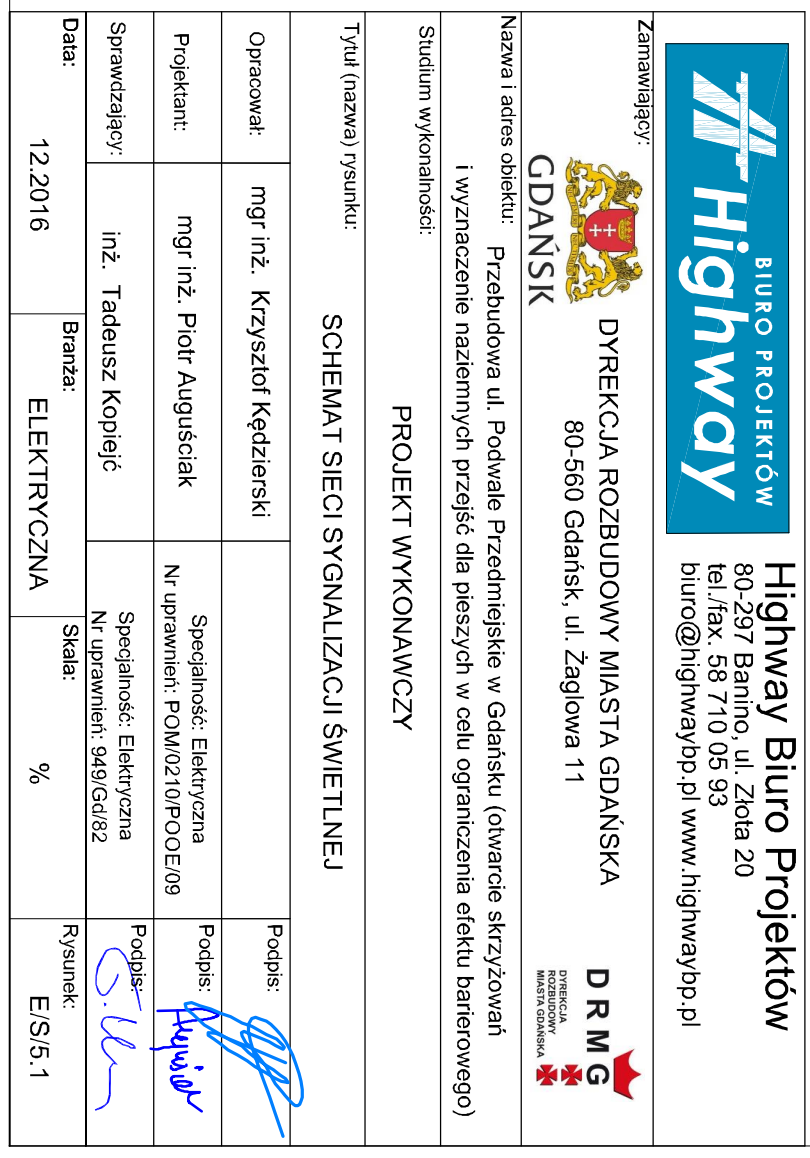 BIURO PROJEKTÓW
Highway
Highway Biuro Projektów
80-297 Banino, ul. Złota 20
tel./fax. 58 710 05 93
biuro@highwaybp.pl www.highwaybp.pl
Zamawiający:
GDAŃSK
DYREKCJA ROZBUDOWY MIASTA GDAŃSKA
80-560 Gdańsk, ul. Żaglowa 11
DRMG
DYREKCJA
ROZBUDOWY
MIASTA GDAŃSKA
Nazwa i adres obiektu: Przebudowa ul. Podwale Przedmiejskie w Gdańsku (otwarcie skrzyżowań
i wyznaczenie naziemnych przejść dla pieszych w celu ograniczenia efektu barierowego)
Studium wykonalności:
PROJEKT WYKONAWCZY
Tytuł (nazwa) rysunku:
SCHEMAT SIECI SYGNALIZACJI ŚWIETLNEJ
Opracował: mgr inż. Krzysztof Kędzierski Podpis:
Projektant: mgr inż. Piotr Auguściak
Specjalność: Elektryczna
Nr uprawnień: POM/0210/POOE/09
Podpis:
Sprawdzający: inż. Tadeusz Kopiejć
Specjalność: Elektryczna
Nr uprawnień: 949/Gd/82
Podpis:
Data: 12.2016
Branża: ELEKTRYCZNA
Skala: %
Rysunek: E/S/5.1